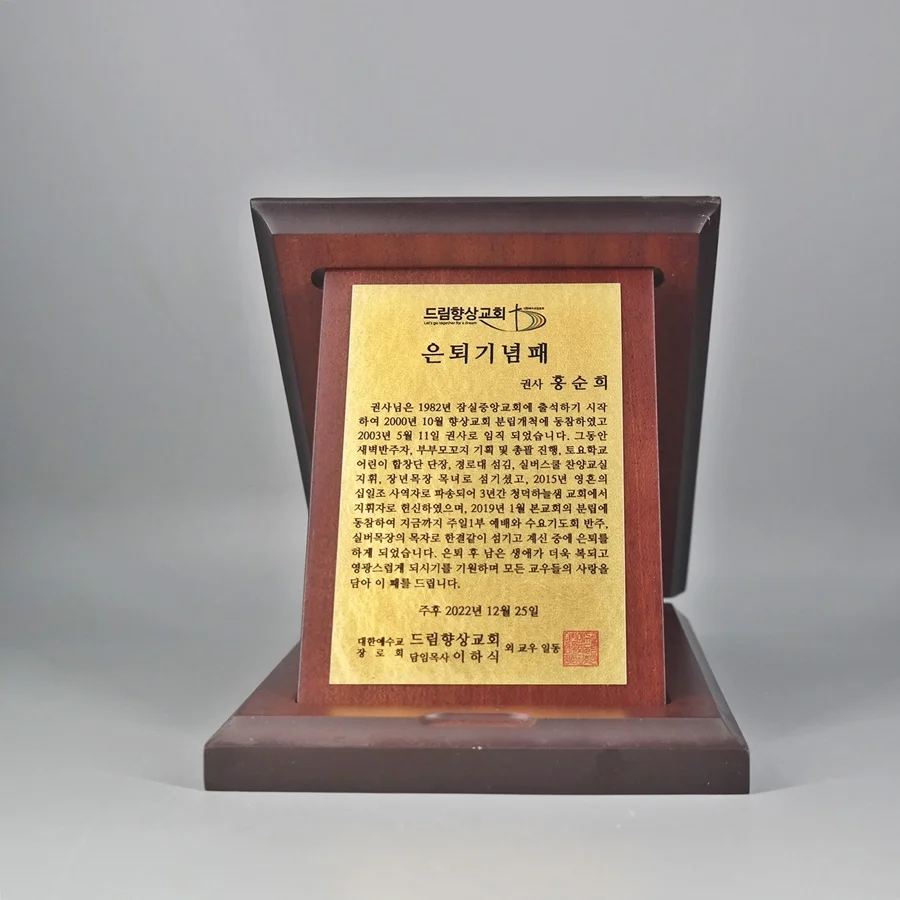 드림향상교회
Let's go together for a dream
은퇴기념패
권사 홍순희
권사님은 1982년 잠실중앙교회에 출석하기 시작
하여 2000년 10월 향상교회 분립개척에 동참하였고
2003년 5월 11일 권사로 임직 되었습니다. 그동안
새벽반주자, 부부모꼬지 기획 및 총괄 진행, 토요학교
어린이 합창단 단장, 경로대 섬김, 실버스쿨 찬양교실
지휘, 장년목장 목녀로 섬기셨고, 2015년 영혼의
십일조 사역자로 파송되어 3년간 청덕하늘샘 교회에서
지휘자로 헌신하였으며, 2019년 1월 본교회의 분립에
동참하여 지금까지 주일1부 예배와 수요기도회 반주,
실버목장의 목자로 한결같이 섬기고 계신 중에 은퇴를
하게 되었습니다. 은퇴 후 남은 생애가 더욱 복되고
영광스럽게 되시기를 기원하며 모든 교우들의 사랑을
담아 이 패를 드립니다.
주후 2022년 12월 25일
대한예수교장로회 드림향상교회
담임목사 이하식 외 교우 일동